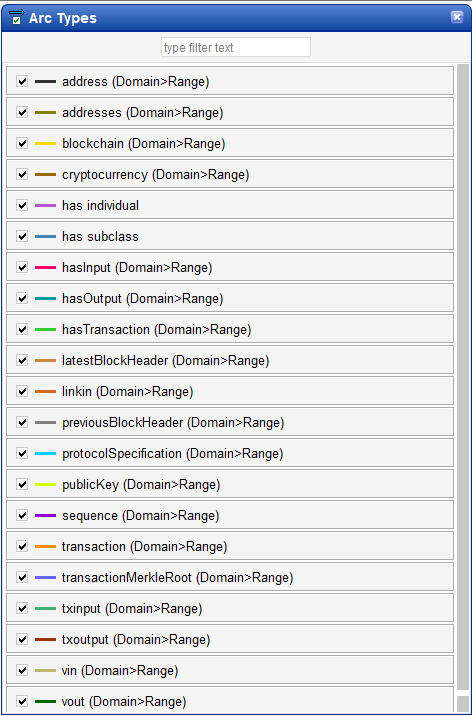 Arc Types
type filter text
address (Domain>Range)
addresses (Domain>Range)
blockchain (Domain>Range)
cryptocurrency (Domain>Range)
has individual
has subclass
hasInput (Domain>Range)
hasOutput (Domain>Range)
hasTransaction (Domain>Range)
latestBlockHeader (Domain>Range)
linkin (Domain>Range)
previousBlockHeader (Domain>Range)
protocolSpecification (Domain>Range)
publicKey (Domain>Range)
sequence (Domain>Range)
transaction (Domain>Range)
transactionMerkleRoot (Domain>Range)
txinput (Domain>Range)
txoutput (Domain>Range)
vin (Domain>Range)
vout (Domain>Range)